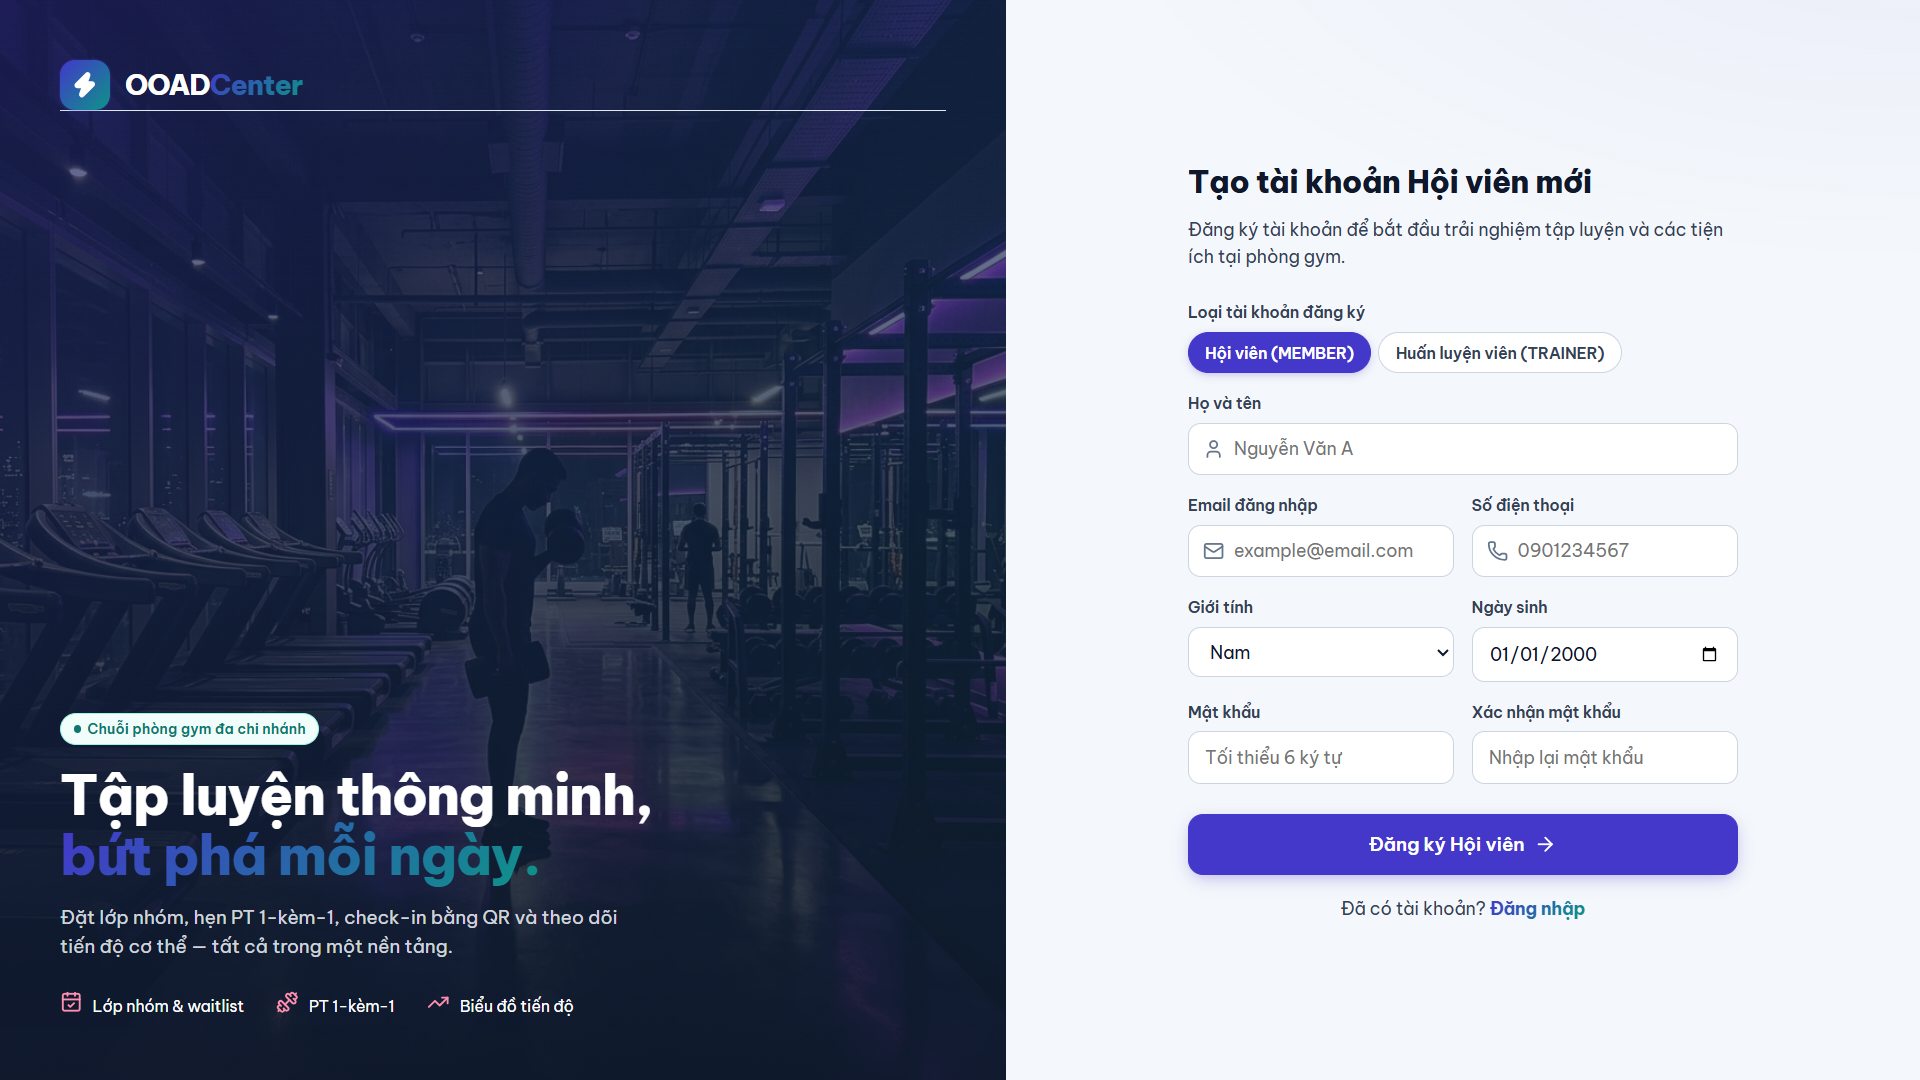 OOADCenter
Chuỗi phòng gym đa chi nhánh
Tập luyện thông minh,
bứt phá mỗi ngày.
Đặt lớp nhóm, hẹn PT 1-kèm-1, check-in bằng QR và theo dõi
tiến độ cơ thể — tất cả trong một nền tảng.
Lớp nhóm & waitlist
PT 1-kèm-1
Biểu đồ tiến độ
Tạo tài khoản Hội viên mới
Đăng ký tài khoản để bắt đầu trải nghiệm tập luyện và các tiện
ích tại phòng gym.
Loại tài khoản đăng ký
Hội viên (MEMBER)
Huấn luyện viên (TRAINER)
Họ và tên
Nguyễn Văn A
Email đăng nhập
Số điện thoại
example@email.com
0901234567
Giới tính
Ngày sinh
Nam
01/01/2000
Mật khẩu
Xác nhận mật khẩu
Tối thiểu 6 ký tự
Nhập lại mật khẩu
Đăng ký Hội viên
Đã có tài khoản? Đăng nhập